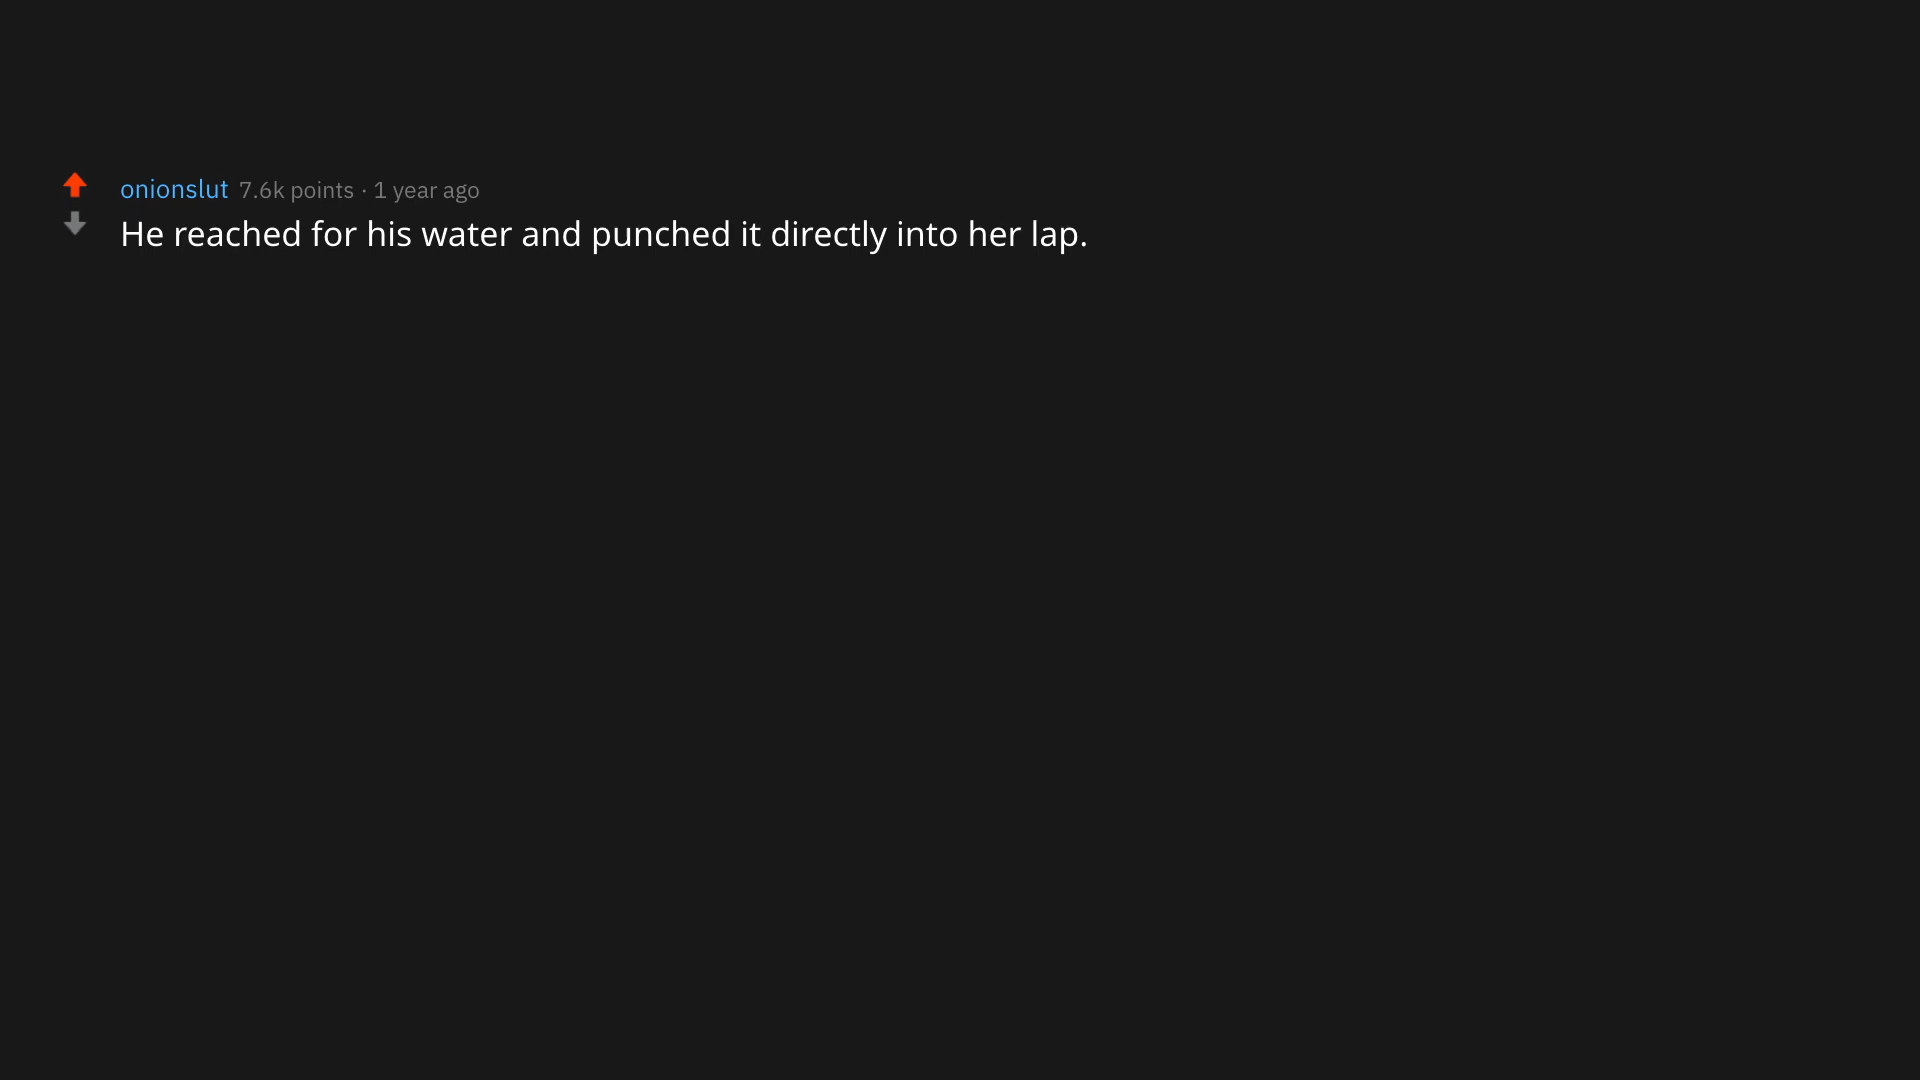 onionslut 7.6k points · 1 year ago
He reached for his water and punched it directly into her lap.